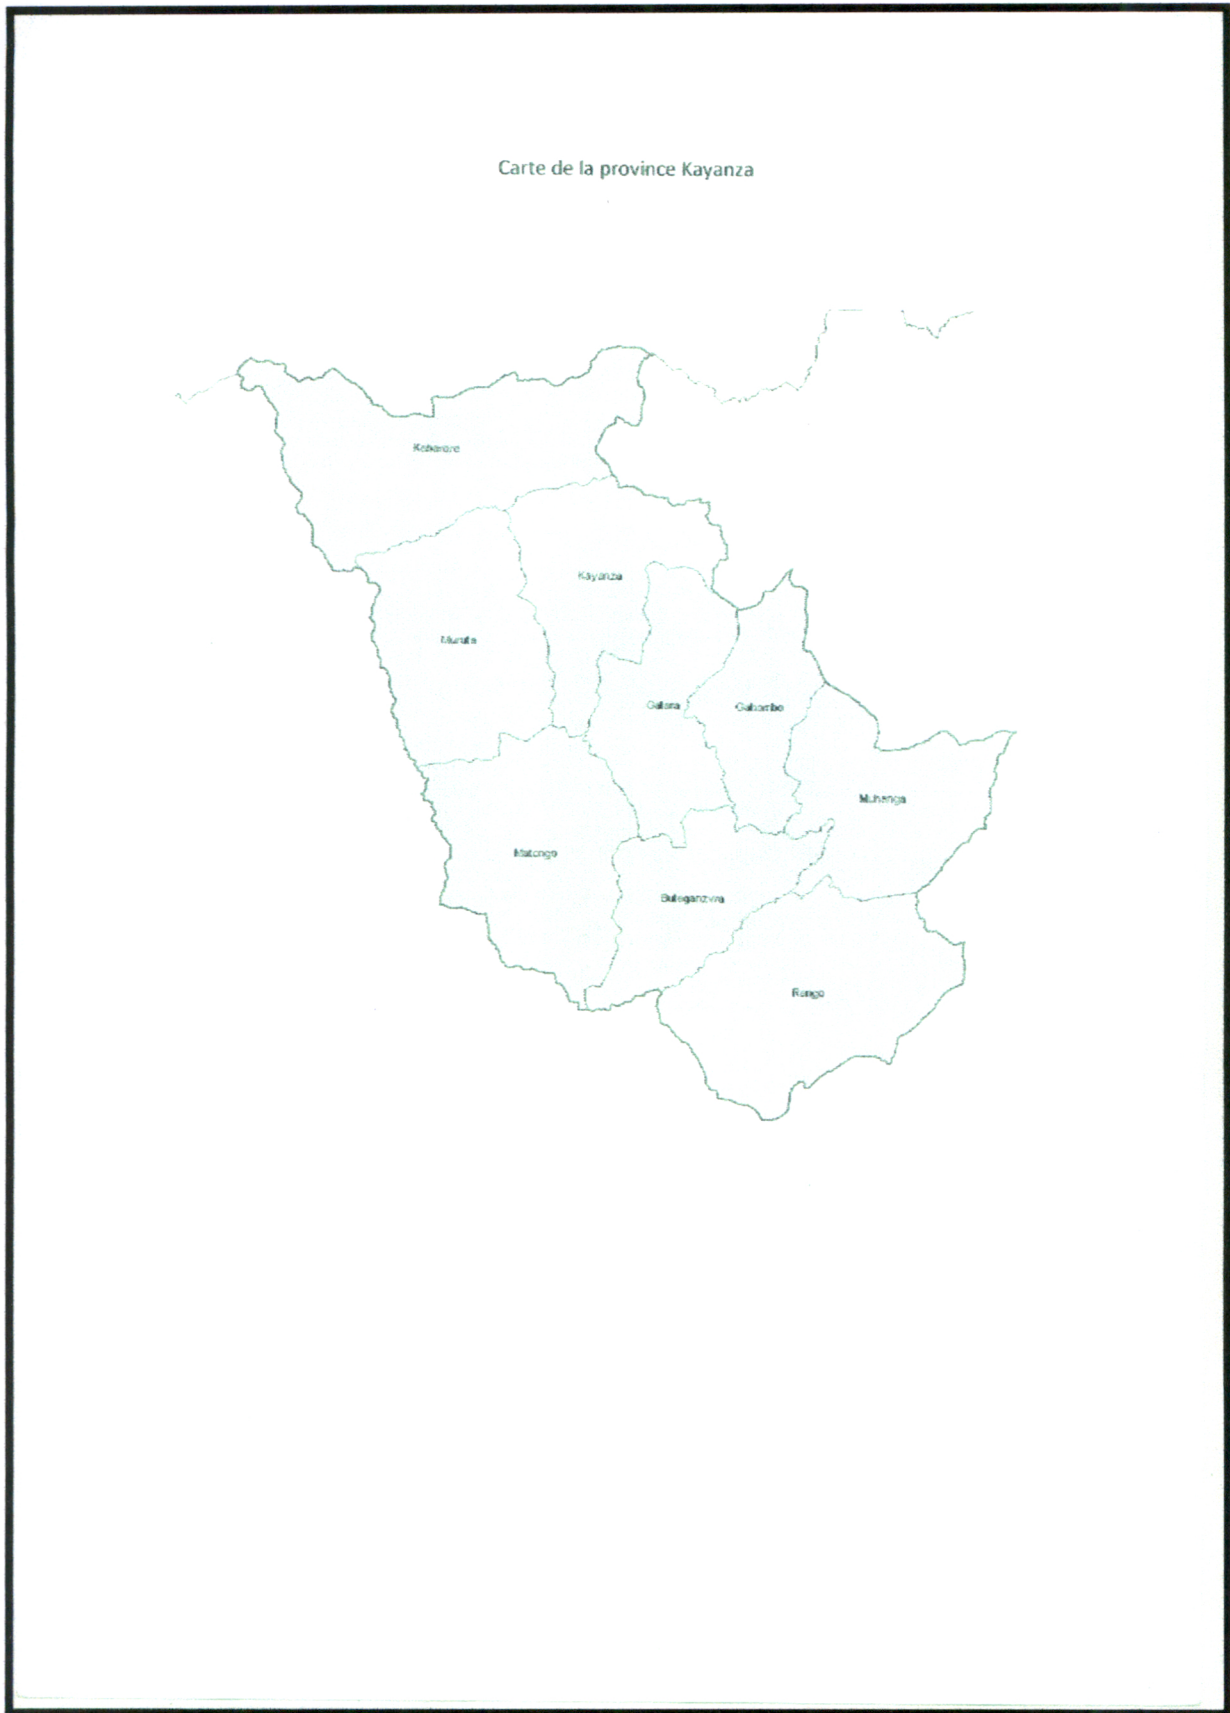 Carte de la province Kayanza
Kabarore
Kayanza
Muruta
Gatara
Gahombo
Muhanga
Matongo
Butaganzwa
Rango